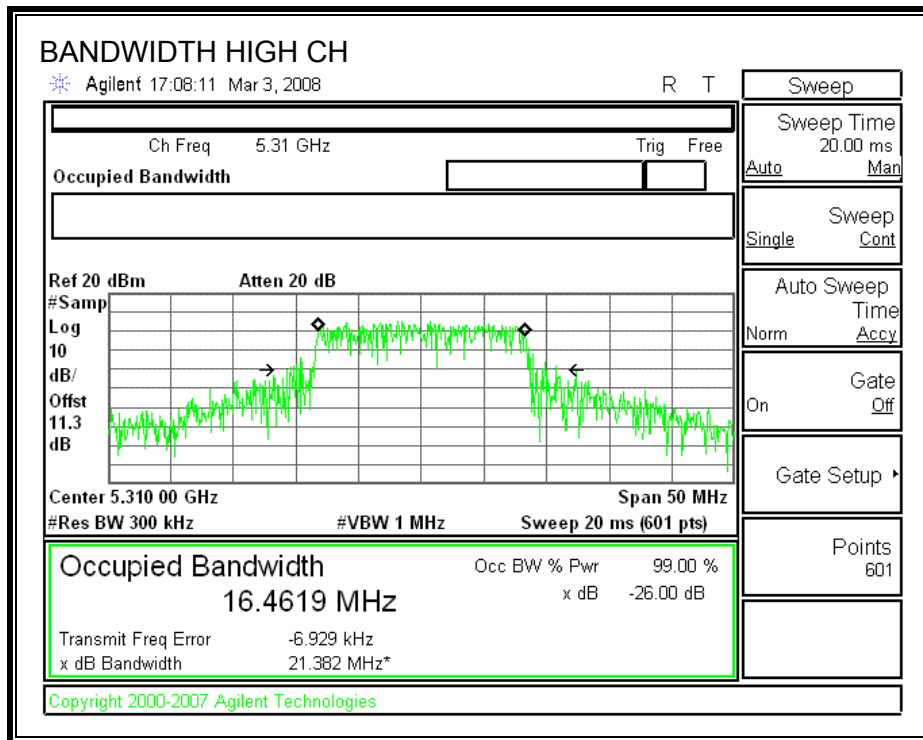 BANDWIDTH HIGH CH
Agilent 17:08:11 Mar 3, 2008 R T
Ch Freq 5.31 GHz Trig Free
Occupied Bandwidth
Ref 20 dBm Atten 20 dB
#Samp
Log
10
dB/
Offst
11.3
dB
Center 5.310 00 GHz Span 50 MHz
#Res BW 300 kHz #VBW 1 MHz Sweep 20 ms (601 pts)
Occupied Bandwidth Occ BW % Pwr 99.00 %
16.4619 MHz x dB -26.00 dB
Transmit Freq Error -6.929 kHz
x dB Bandwidth 21.382 MHz*
Copyright 2000-2007 Agilent Technologies
Sweep
Sweep Time
20.00 ms
Auto Man
Sweep
Single Cont
Auto Sweep
Time
Norm Accy
Gate
On Off
Gate Setup
Points
601